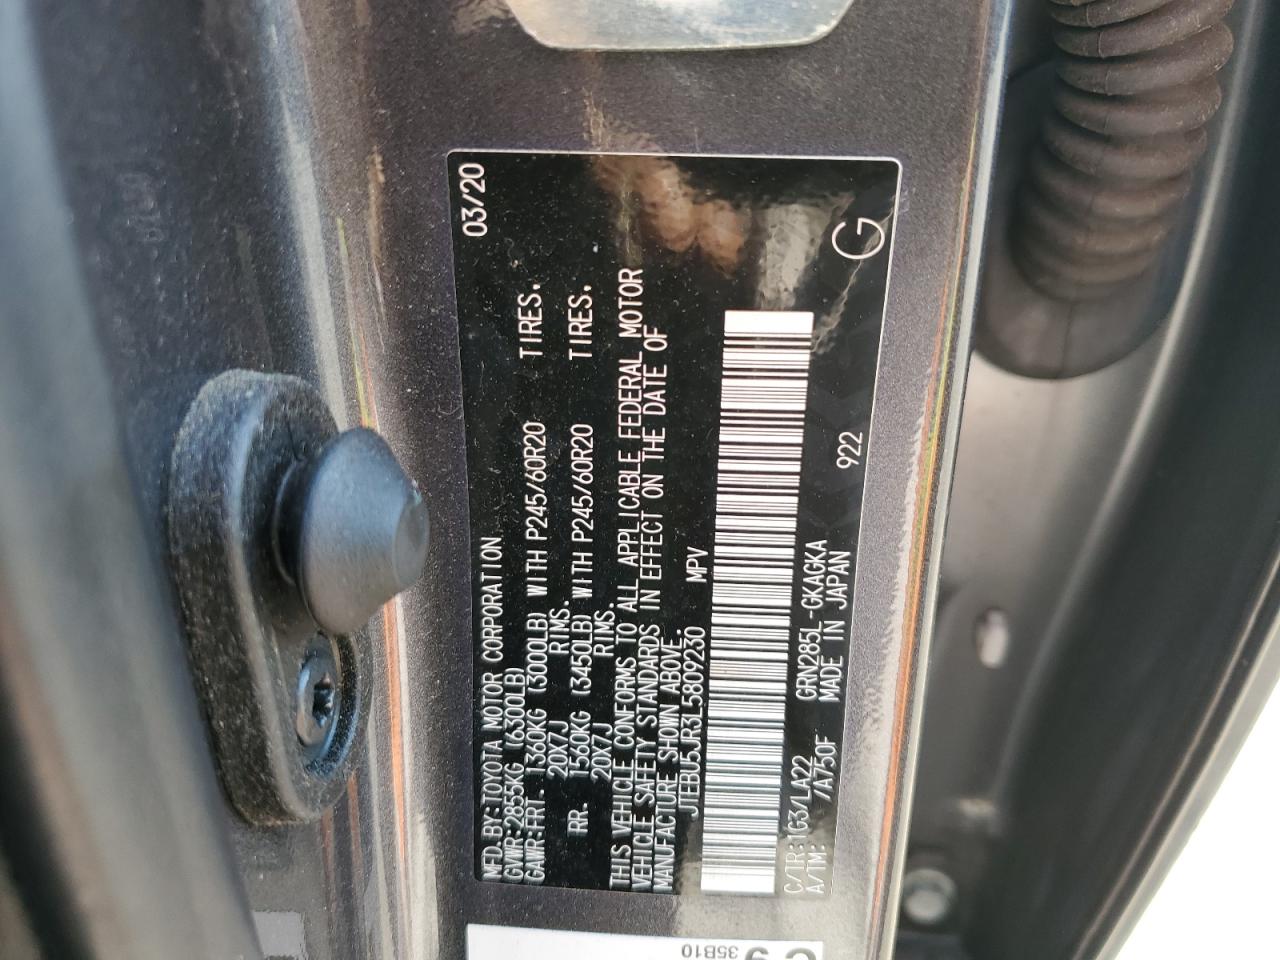 MFD.BY:TOYOTA MOTOR CORPORATION 03/20
GVWR:2855KG (6300LB)
GAWR:FRT. 1360KG (3000LB) WITH P245/60R20 TIRES.
20X7J RIMS.
RR. 1560KG (3450LB) WITH P245/60R20 TIRES.
20X7J RIMS.
THIS VEHICLE CONFORMS TO ALL APPLICABLE FEDERAL MOTOR
VEHICLE SAFETY STANDARDS IN EFFECT ON THE DATE OF
MANUFACTURE SHOWN ABOVE.
JTEBU5JR3L5809230 MPV
C/TR:1G3/LA22 GRN285L-GKAGKA 922 G
A/TM: /A750F MADE IN JAPAN
35B10